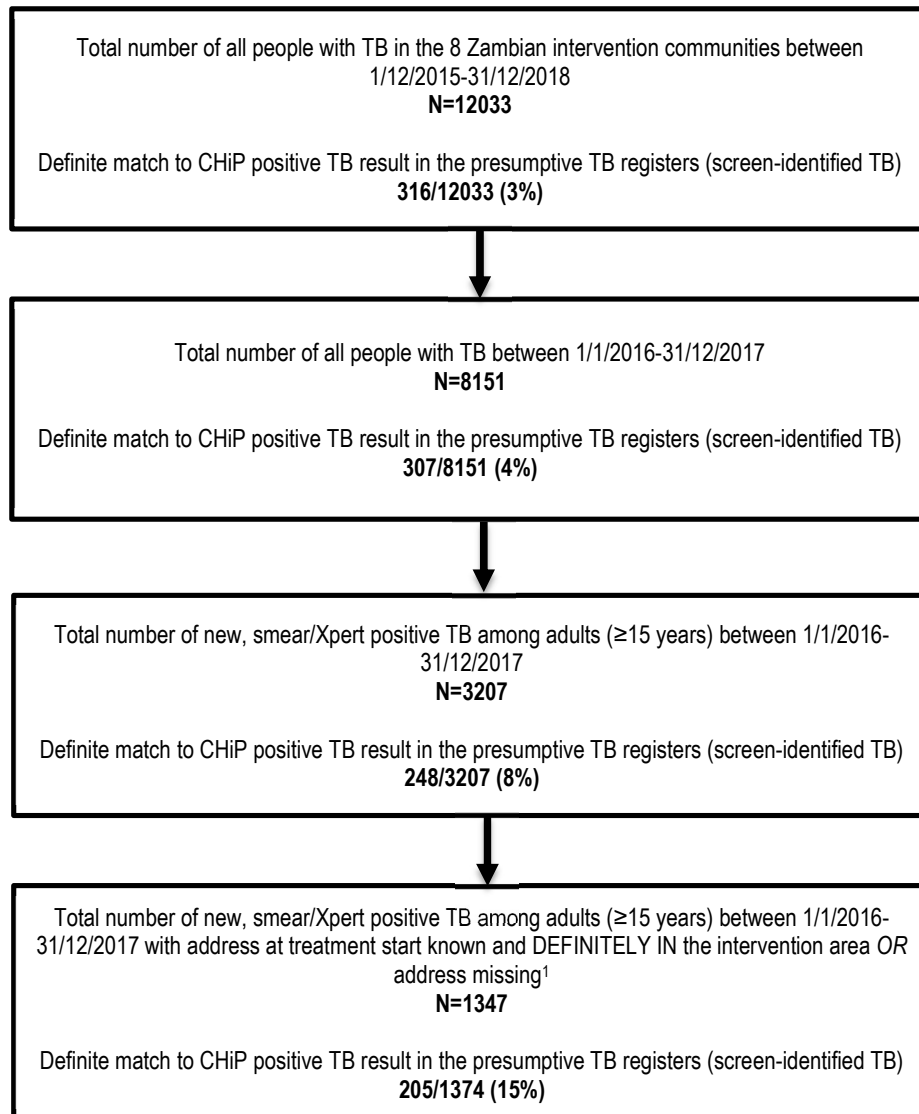 Total number of all people with TB in the 8 Zambian intervention communities between
1/12/2015-31/12/2018
N=12033
Definite match to CHiP positive TB result in the presumptive TB registers (screen-identified TB)
316/12033 (3%)
Total number of all people with TB between 1/1/2016-31/12/2017
N=8151
Definite match to CHiP positive TB result in the presumptive TB registers (screen-identified TB)
307/8151 (4%)
Total number of new, smear/Xpert positive TB among adults (≥15 years) between 1/1/2016-
31/12/2017
N=3207
Definite match to CHiP positive TB result in the presumptive TB registers (screen-identified TB)
248/3207 (8%)
Total number of new, smear/Xpert positive TB among adults (≥15 years) between 1/1/2016-
31/12/2017 with address at treatment start known and DEFINITELY IN the intervention area OR
address missing¹
N=1347
Definite match to CHiP positive TB result in the presumptive TB registers (screen-identified TB)
205/1374 (15%)